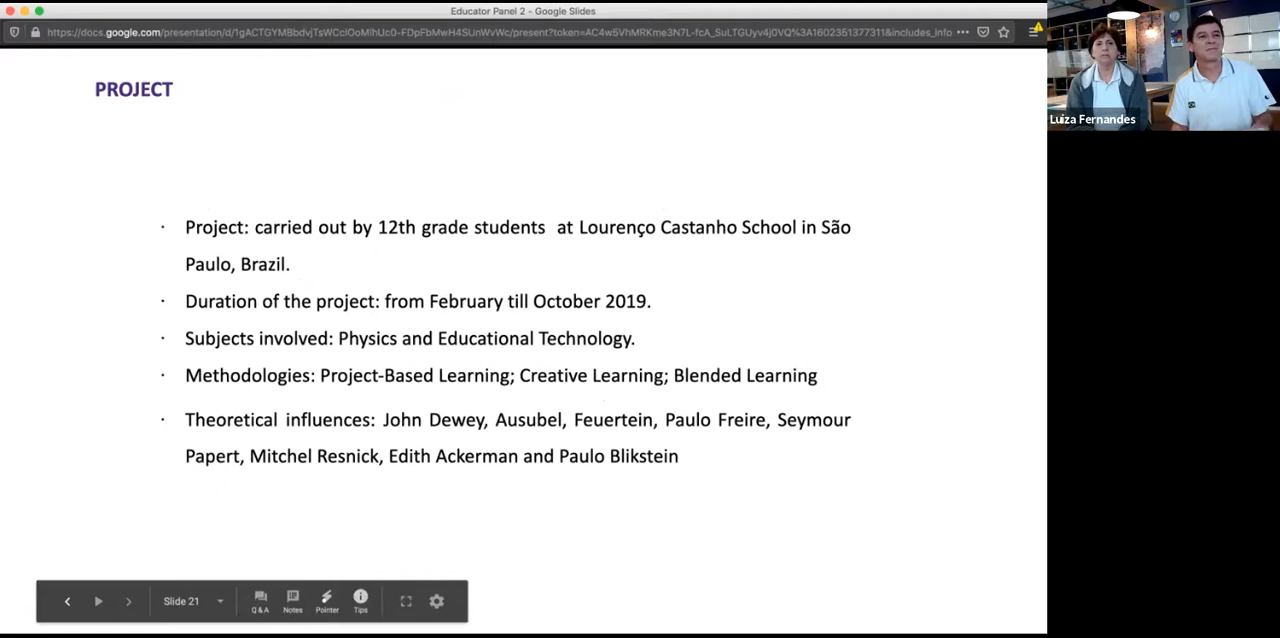 Educator Panel 2 - Google Slides
PROJECT
Luiza Fernandes
· Project: carried out by 12th grade students at Lourenço Castanho School in São
Paulo, Brazil.
· Duration of the project: from February till October 2019.
· Subjects involved: Physics and Educational Technology.
· Methodologies: Project-Based Learning; Creative Learning; Blended Learning
· Theoretical influences: John Dewey, Ausubel, Feuertein, Paulo Freire, Seymour
Papert, Mitchel Resnick, Edith Ackerman and Paulo Blikstein
Slide 21
Q & A Notes Pointer Tips